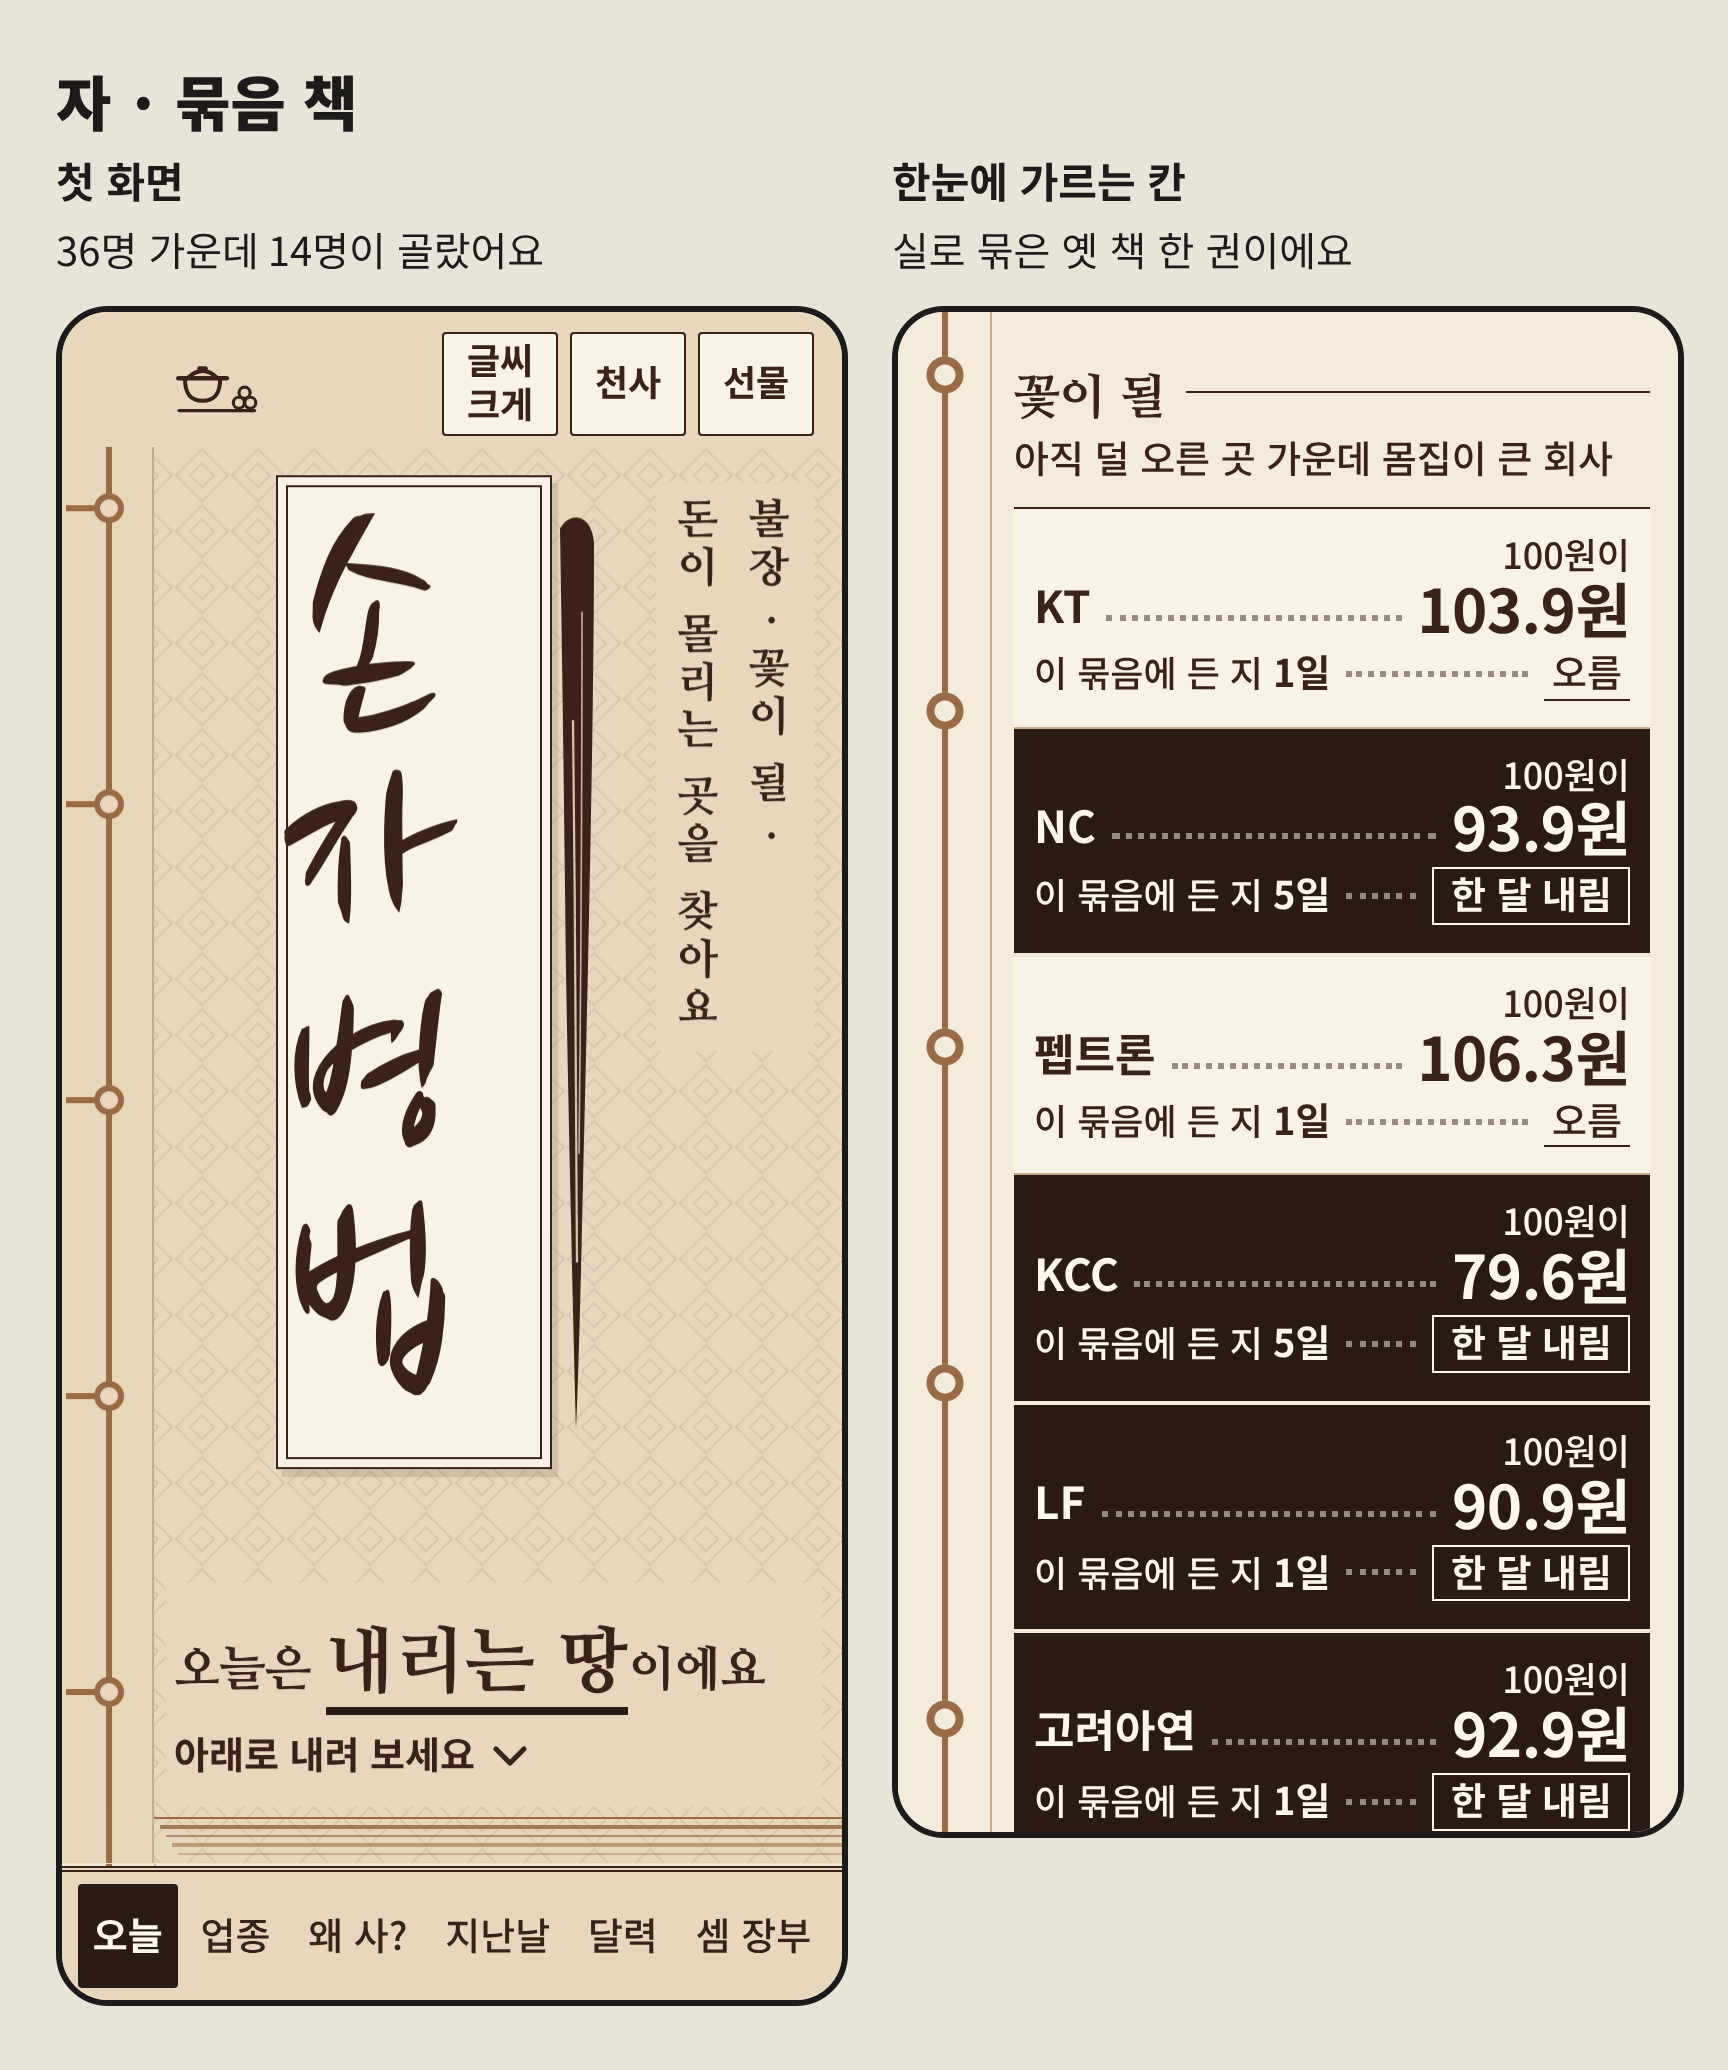 자 · 묶음 책
첫 화면
36명 가운데 14명이 골랐어요
글씨
크게
천사
선물
불장 · 꽃이 될 ·
돈이 몰리는 곳을 찾아요
손자병법
오늘은 내리는 땅이에요
아래로 내려 보세요
오늘
업종
왜 사?
지난날
달력
셈 장부
한눈에 가르는 칸
실로 묶은 옛 책 한 권이에요
꽃이 될
아직 덜 오른 곳 가운데 몸집이 큰 회사
100원이
KT 103.9원
이 묶음에 든 지 1일 오름
100원이
NC 93.9원
이 묶음에 든 지 5일 한 달 내림
100원이
펩트론 106.3원
이 묶음에 든 지 1일 오름
100원이
KCC 79.6원
이 묶음에 든 지 5일 한 달 내림
100원이
LF 90.9원
이 묶음에 든 지 1일 한 달 내림
100원이
고려아연 92.9원
이 묶음에 든 지 1일 한 달 내림